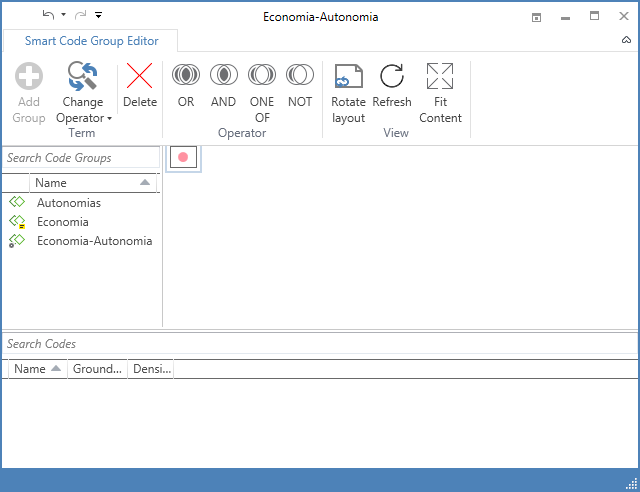 Economia-Autonomia
Smart Code Group Editor
Add Group
Change Operator
Delete
OR
AND
ONE OF
NOT
Rotate layout
Refresh
Fit Content
Term
Operator
View
Search Code Groups
Name
Autonomias
Economia
Economia-Autonomia
Search Codes
Name Ground... Densi...